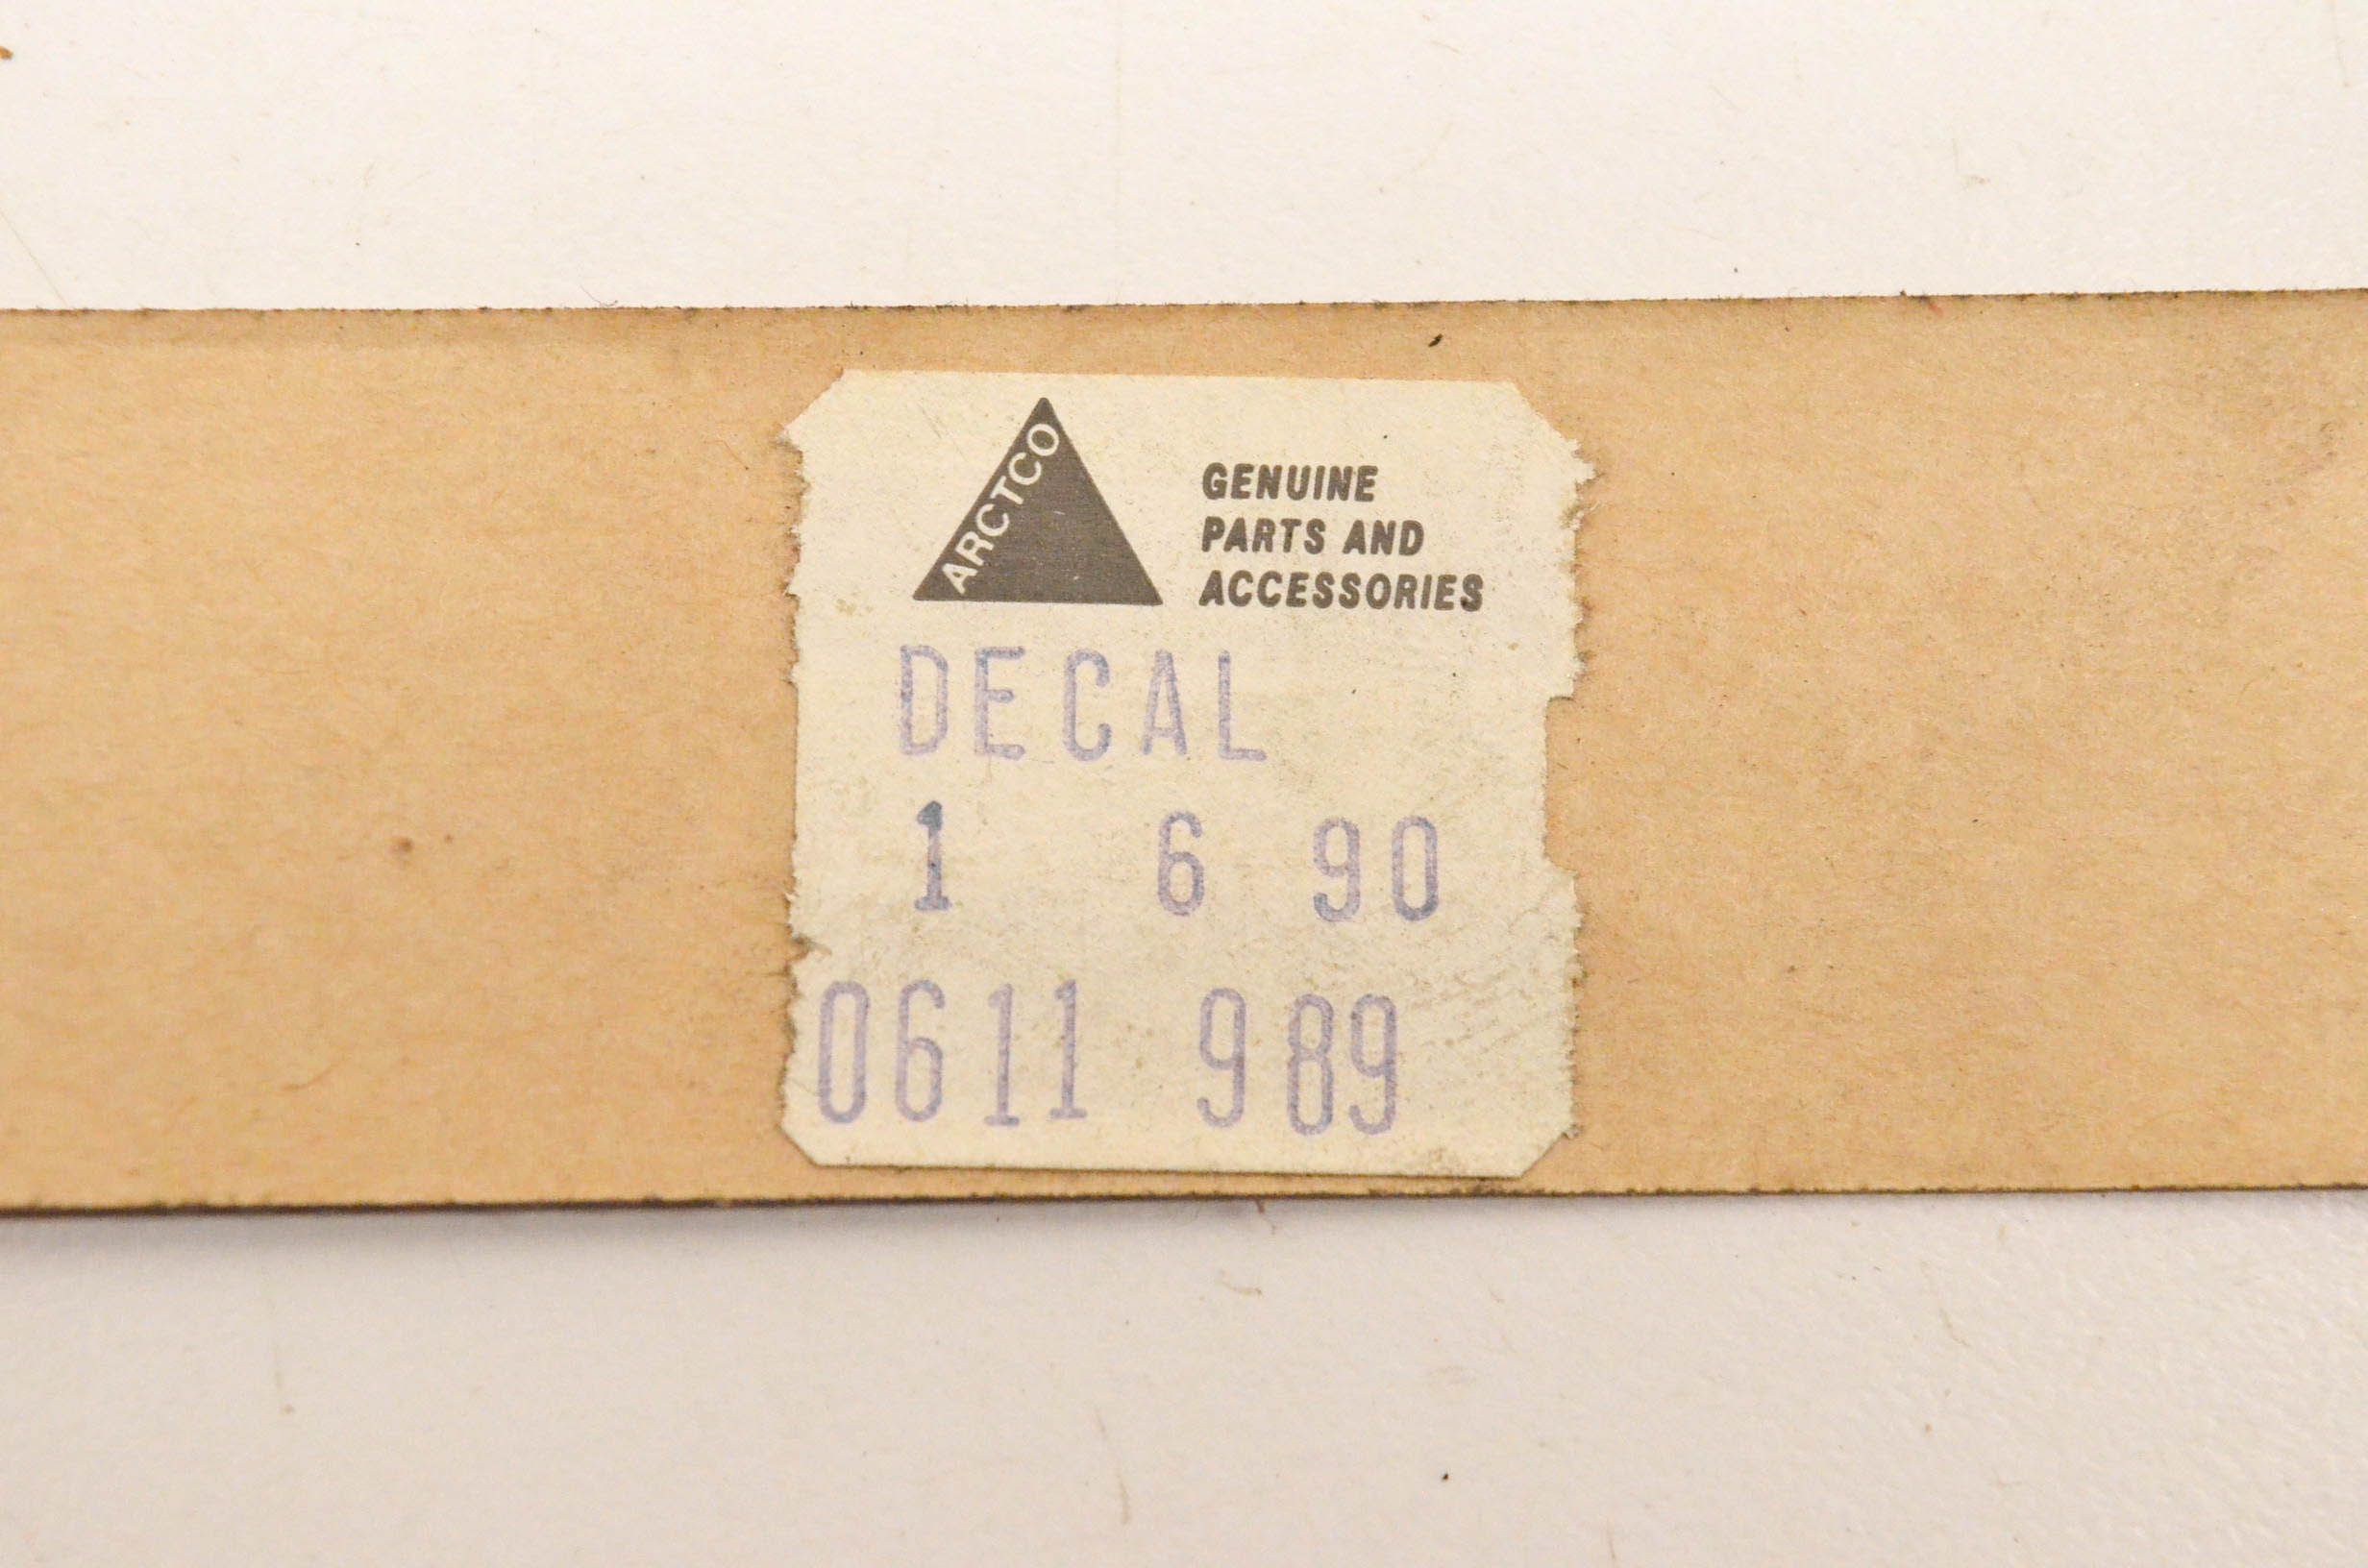 ARCTCO
GENUINE
PARTS AND
ACCESSORIES
DECAL
1 6 90
0611 989